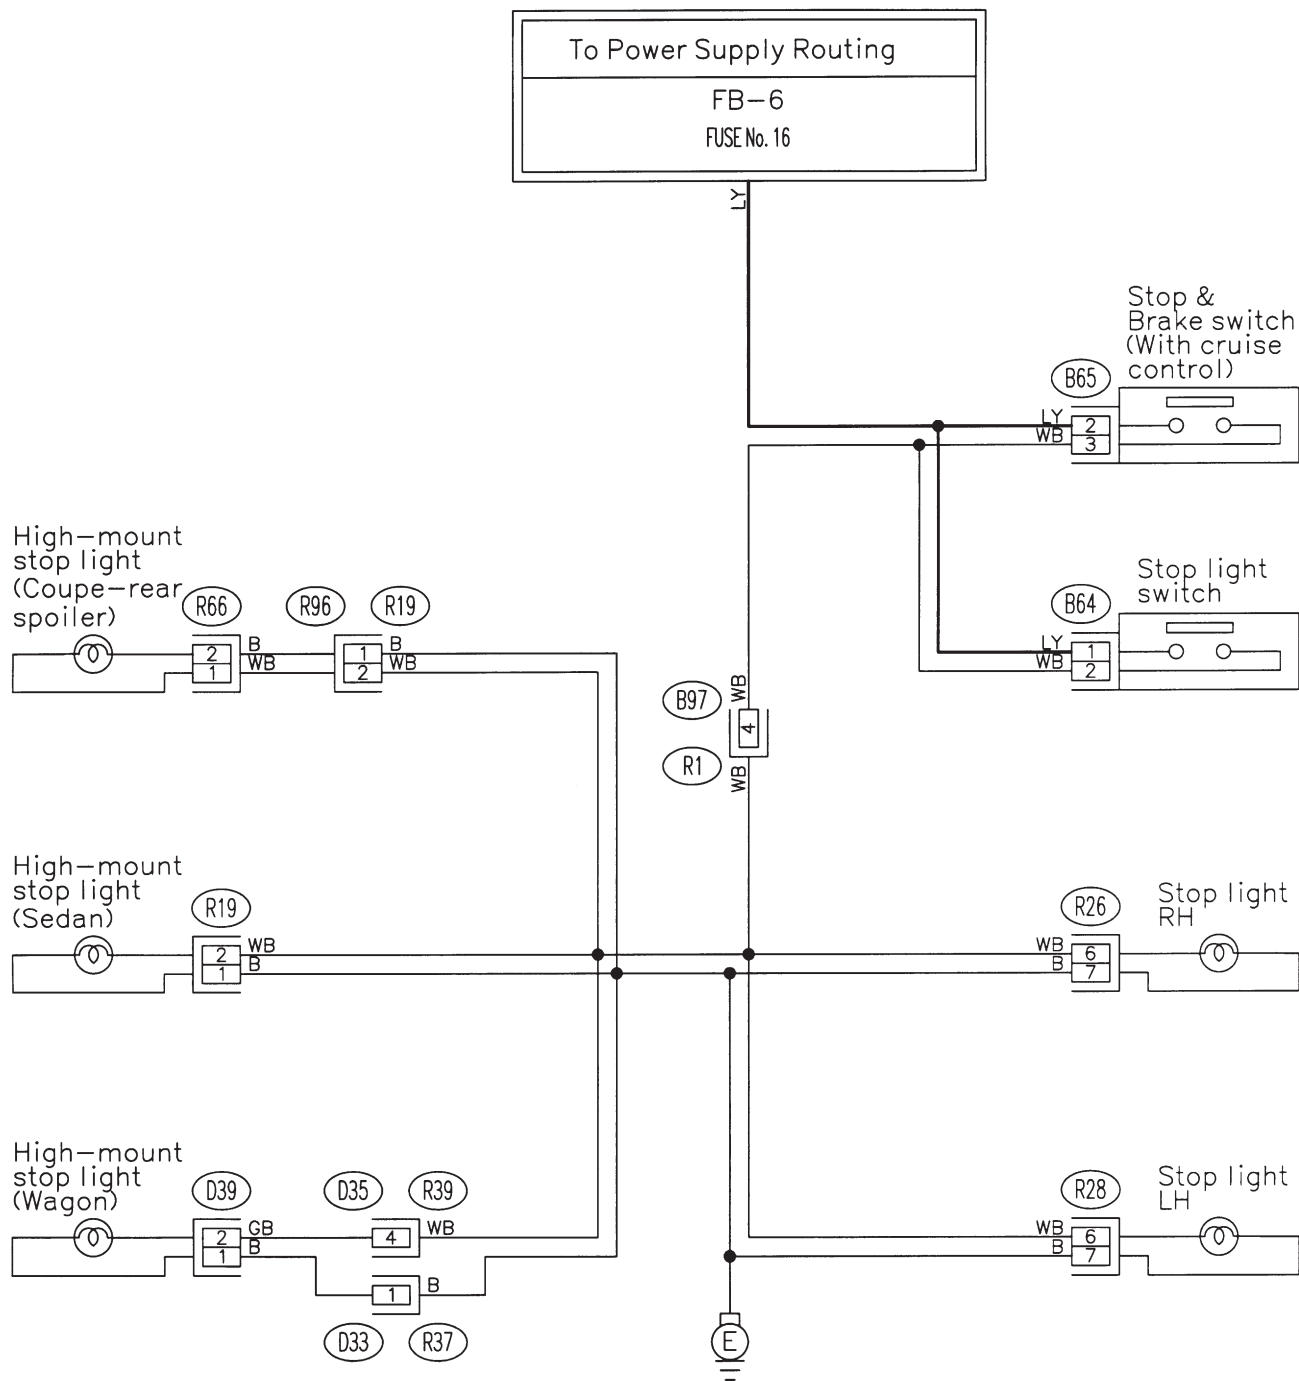 To Power Supply Routing
FB-6
FUSE No. 16
LY
Stop &
Brake switch
(With cruise
control)
B65
LY 2
WB 3
Stop light
switch
B64
LY 1
WB 2
High-mount
stop light
(Coupe-rear
spoiler)
R66 R96 R19
2 B 1 B
1 WB 2 WB
WB
B97
4
R1
WB
High-mount
stop light
(Sedan)
R19
2 WB
1 B
R26
Stop light
RH
WB 6
B 7
High-mount
stop light
(Wagon)
D39 D35 R39
2 GB 4 WB
1 B
1 B
D33 R37
R28
Stop light
LH
WB 6
B 7
E